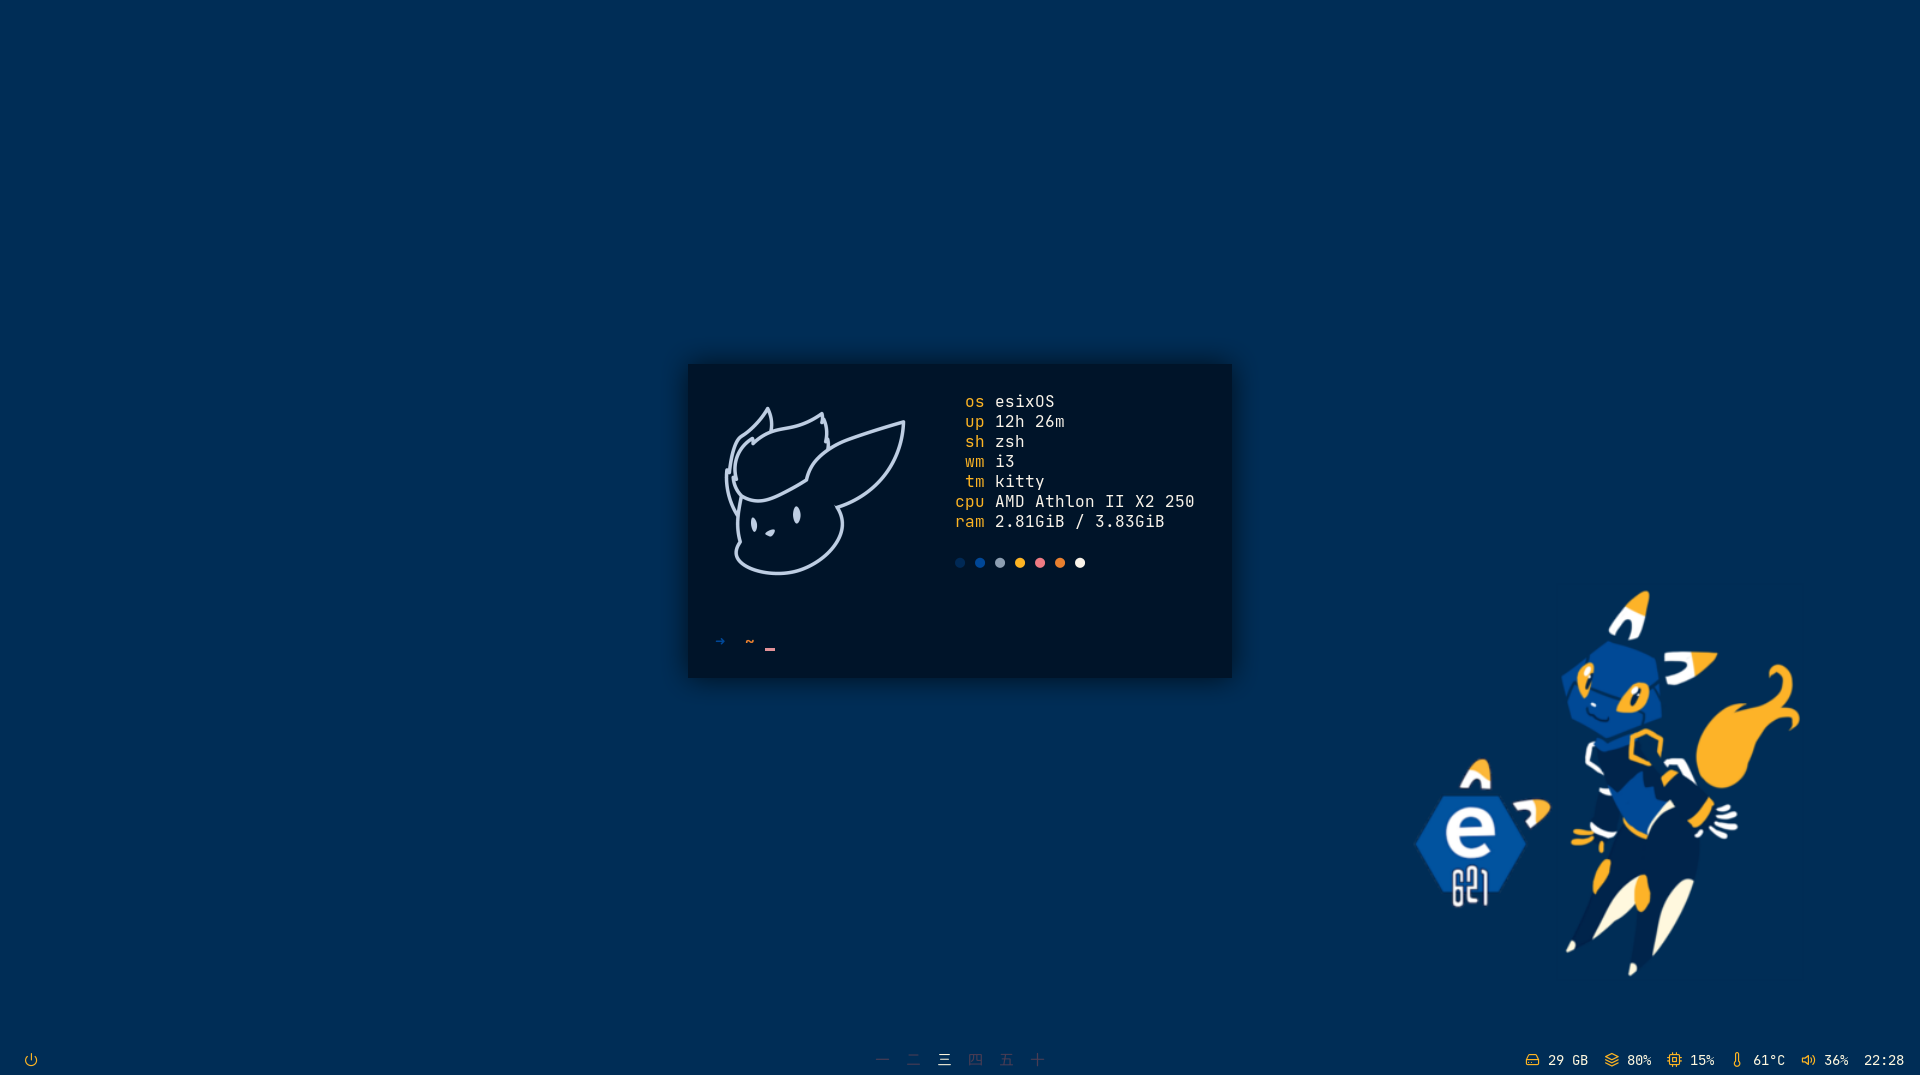 os esixOS
up 12h 26m
sh zsh
wm i3
tm kitty
cpu AMD Athlon II X2 250
ram 2.81GiB / 3.83GiB
➜ ~
e
621
一 二 三 四 五 十
29 GB 80% 15% 61°C 36% 22:28